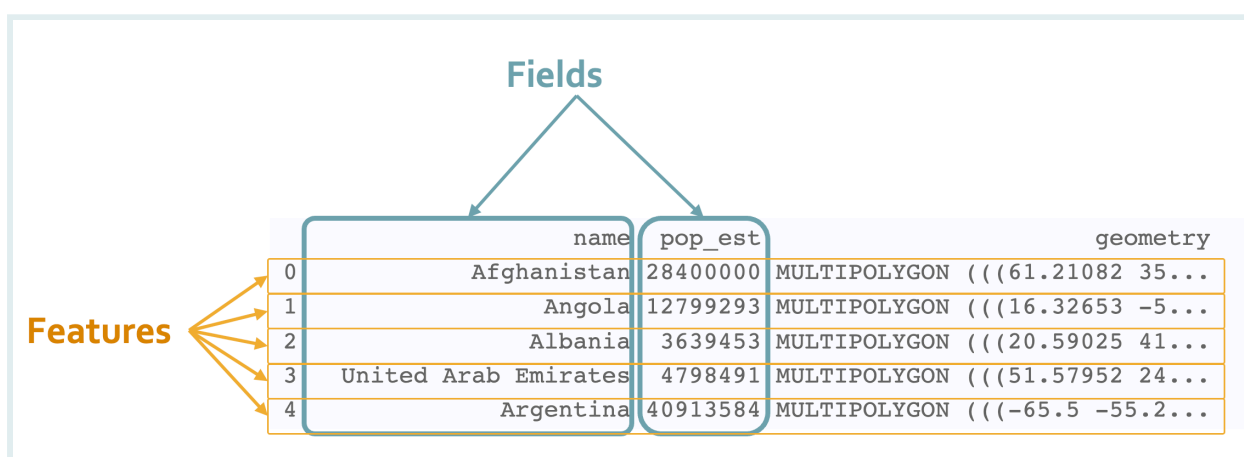 Fields
name pop_est geometry
0 Afghanistan 28400000 MULTIPOLYGON (((61.21082 35...
1 Angola 12799293 MULTIPOLYGON (((16.32653 -5...
Features
2 Albania 3639453 MULTIPOLYGON (((20.59025 41...
3 United Arab Emirates 4798491 MULTIPOLYGON (((51.57952 24...
4 Argentina 40913584 MULTIPOLYGON (((-65.5 -55.2...